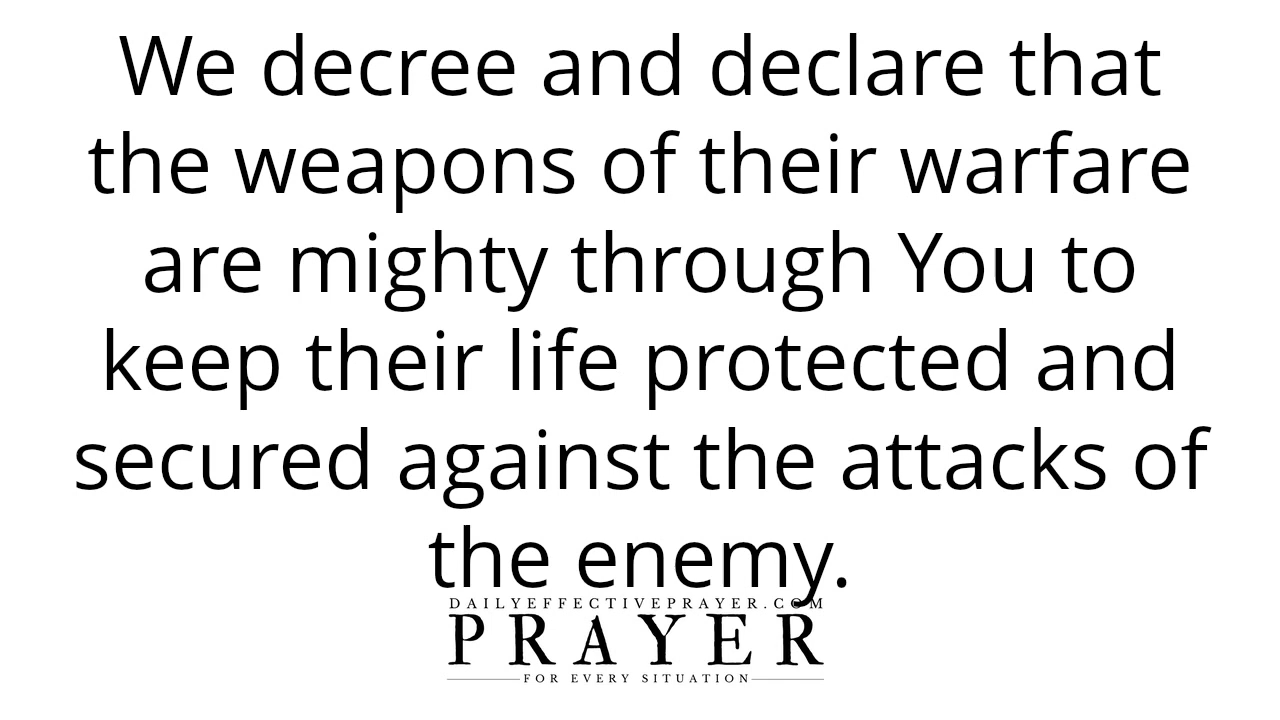 We decree and declare that
the weapons of their warfare
are mighty through You to
keep their life protected and
secured against the attacks of
the enemy.
DAILYEFFECTIVEPRAYER.COM
PRAYER
FOR EVERY SITUATION